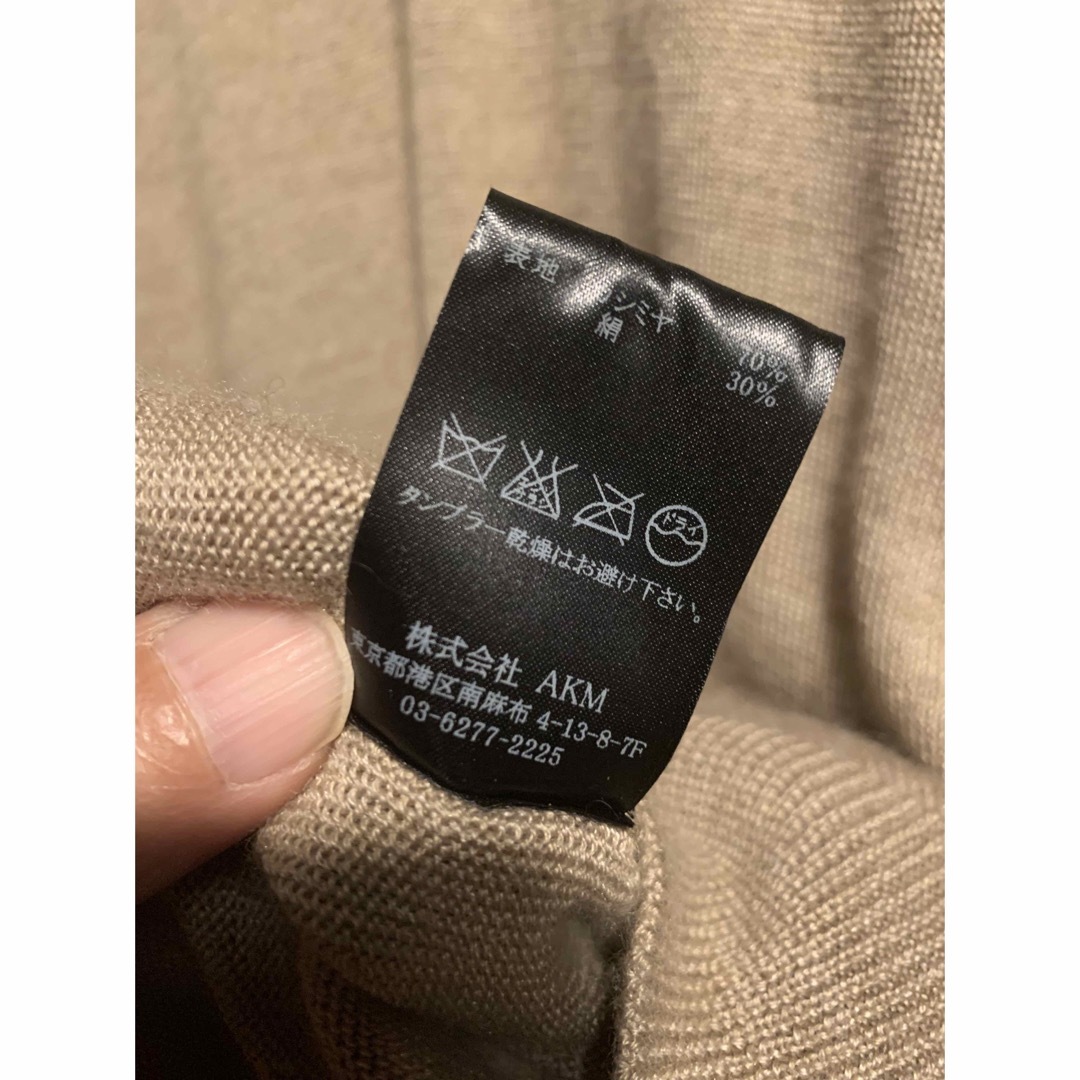 表地 カシミヤ 70%
絹 30%
ドライ
タンブラー乾燥はお避け下さい。
株式会社 AKM
東京都港区南麻布 4-13-8-7F
03-6277-2225